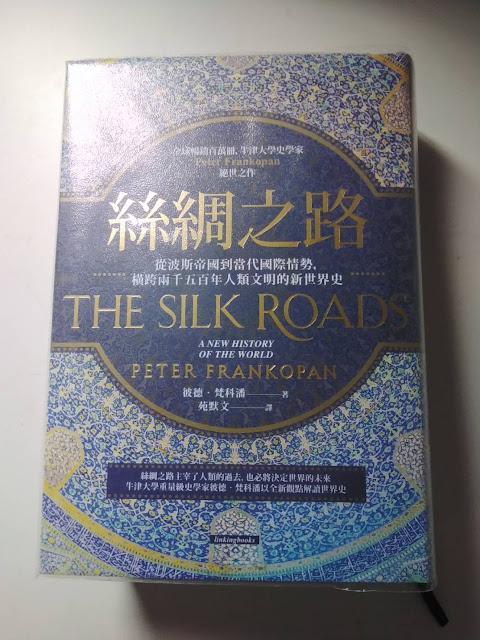 全球暢銷百萬冊,牛津大學史學家
Peter Frankopan
絕世之作
絲綢之路
從波斯帝國到當代國際情勢,
橫跨兩千五百年人類文明的新世界史
THE SILK ROADS
A NEW HISTORY
OF THE WORLD
PETER FRANKOPAN
彼德・梵科潘——著
苑默文——譯
絲綢之路主宰了人類的過去,也必將決定世界的未來
牛津大學重量級史學家彼德・梵科潘以全新觀點解讀世界史
linkingbooks